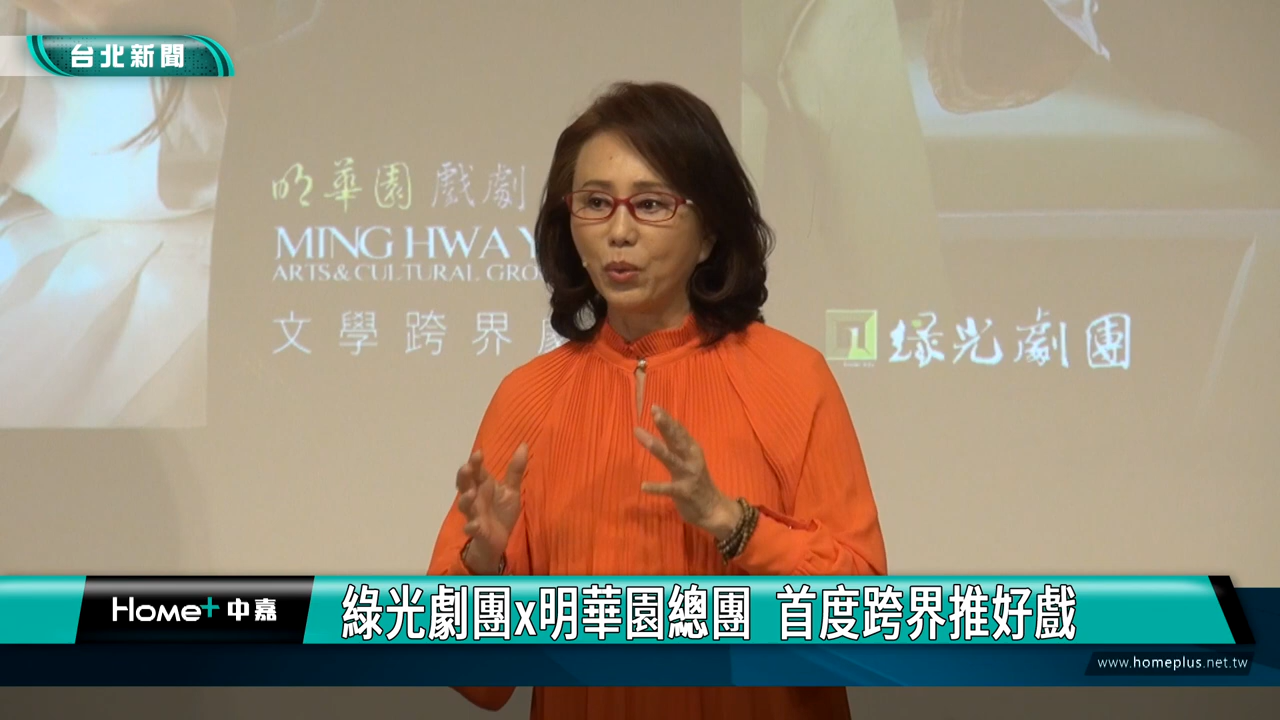 台北新聞
明華園 戲劇
MING HWA Y
ARTS & CULTURAL GRO
文學跨界劇
綠光劇團
Home+ 中嘉
綠光劇團x明華園總團 首度跨界推好戲
www.homeplus.net.tw